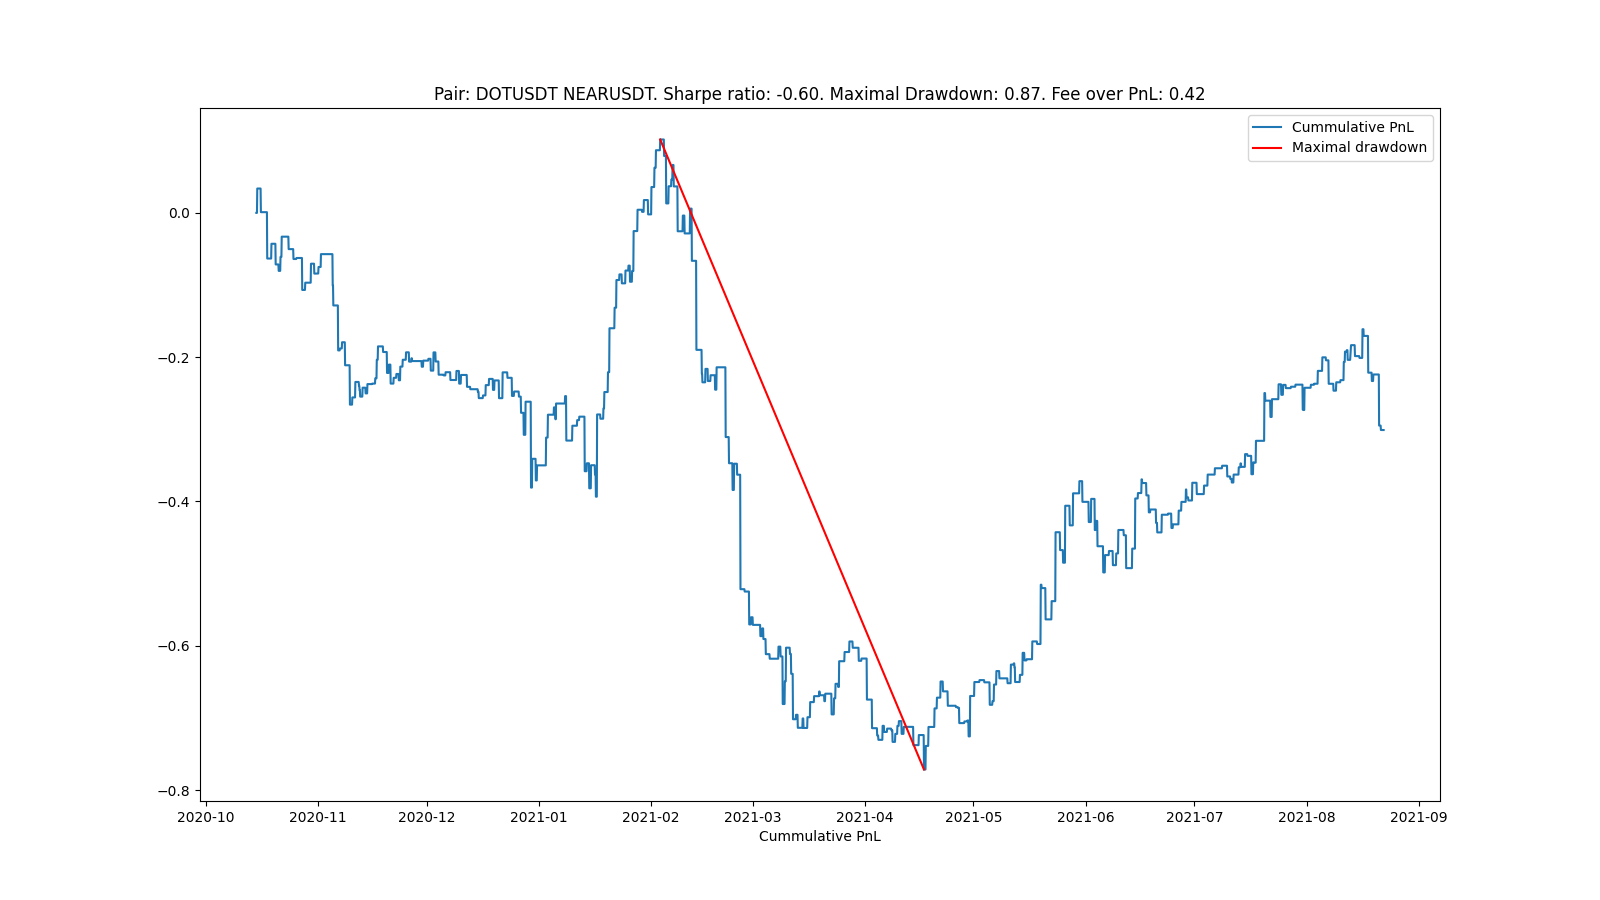 Pair: DOTUSDT NEARUSDT. Sharpe ratio: -0.60. Maximal Drawdown: 0.87. Fee over PnL: 0.42
Cummulative PnL
Maximal drawdown
0.0
−0.2
−0.4
−0.6
−0.8
2020-10 2020-11 2020-12 2021-01 2021-02 2021-03 2021-04 2021-05 2021-06 2021-07 2021-08 2021-09
Cummulative PnL